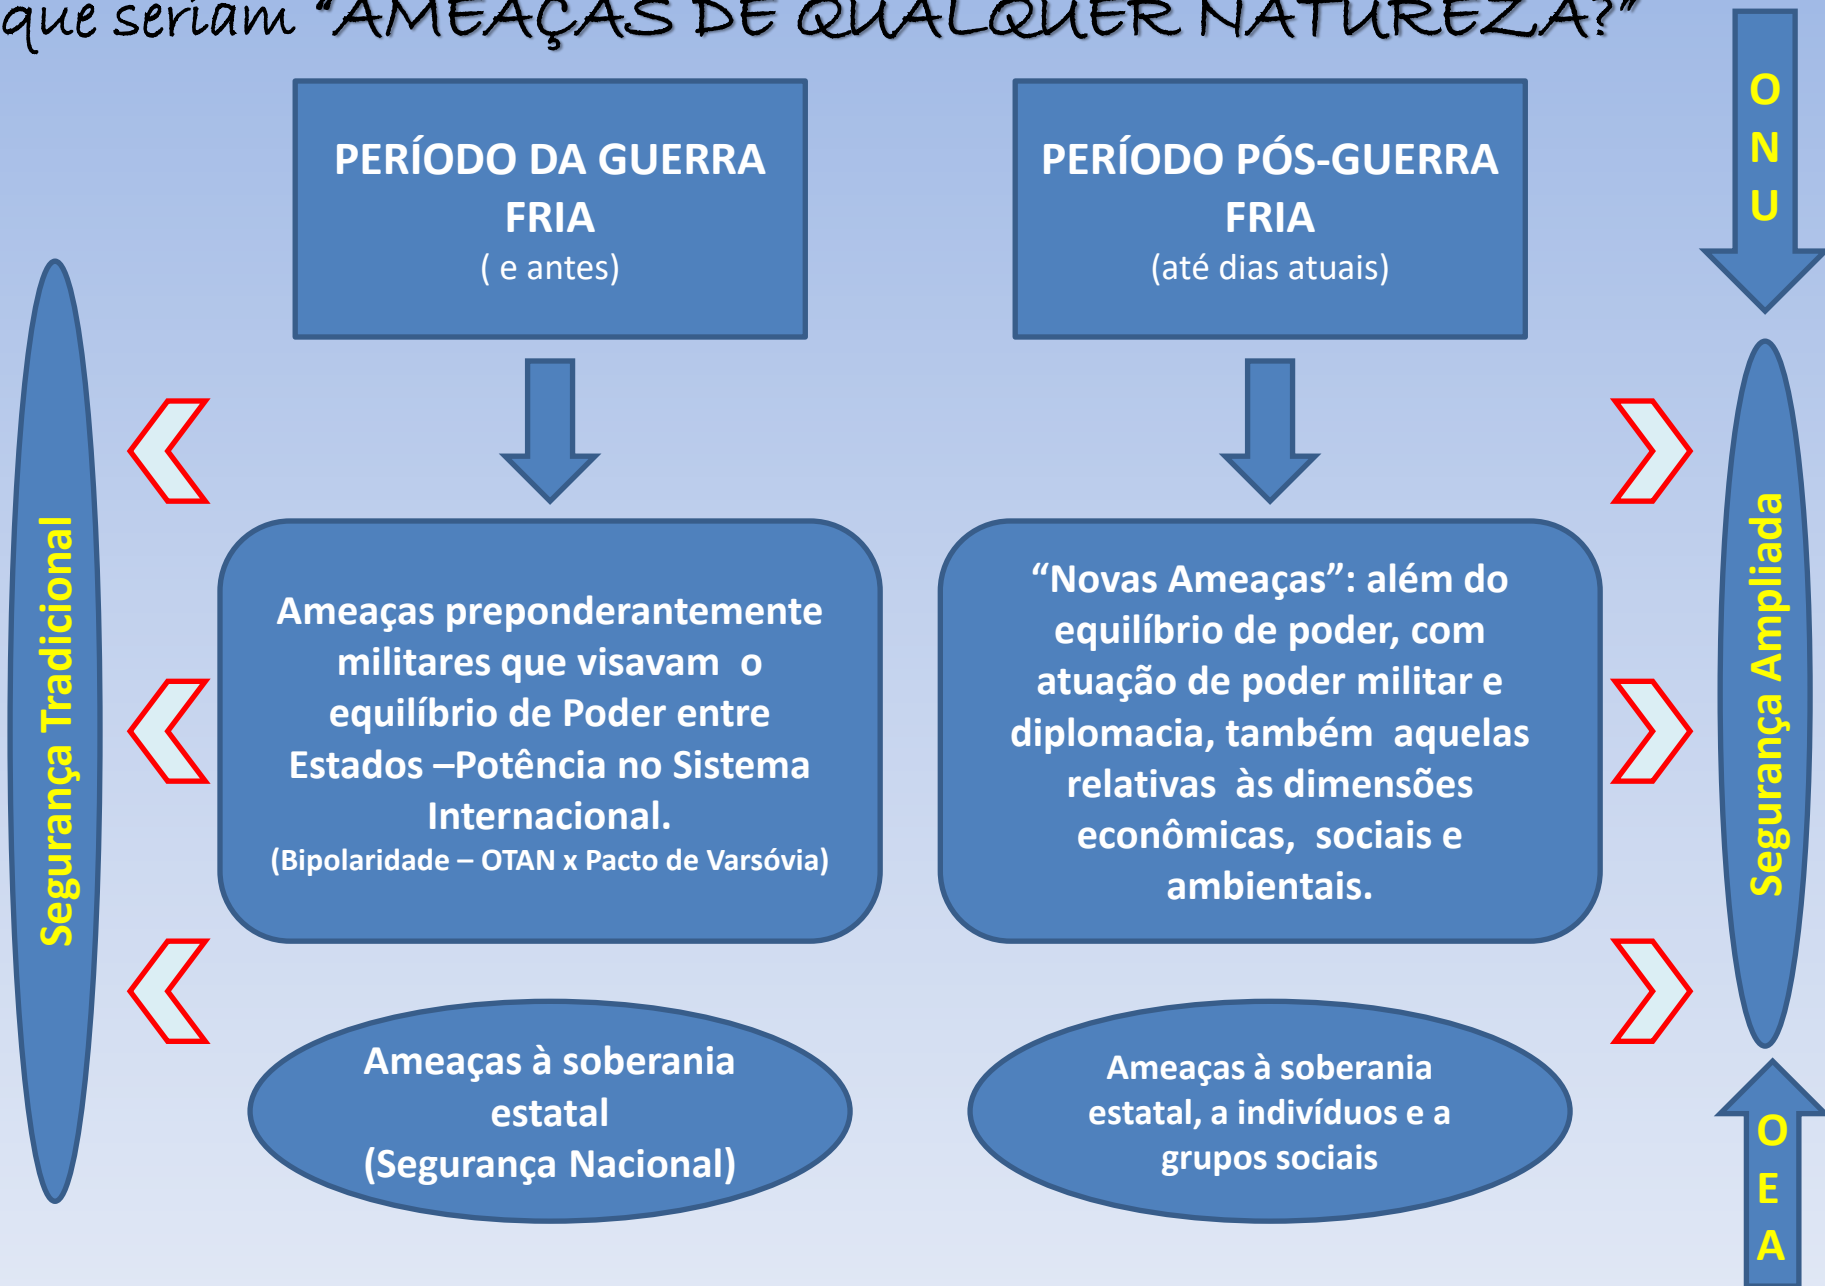 que seriam “AMEAÇAS DE QUALQUER NATUREZA?”
PERÍODO DA GUERRA
FRIA
( e antes)
PERÍODO PÓS-GUERRA
FRIA
(até dias atuais)
O
N
U
Segurança Tradicional
Ameaças preponderantemente
militares que visavam  o
equilíbrio de Poder entre
Estados –Potência no Sistema
Internacional.
(Bipolaridade – OTAN x Pacto de Varsóvia)
“Novas Ameaças”: além do
equilíbrio de poder, com
atuação de poder militar e
diplomacia, também  aquelas
relativas  às dimensões
econômicas,  sociais e
ambientais.
Segurança Ampliada
Ameaças à soberania
estatal
(Segurança Nacional)
Ameaças à soberania
estatal, a indivíduos e a
grupos sociais
O
E
A